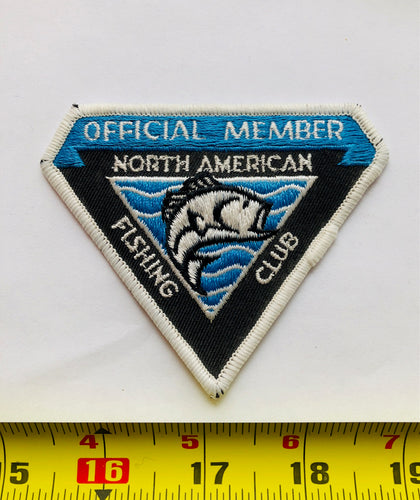 OFFICIAL MEMBER
NORTH AMERICAN
FISHING
CLUB
4 5 6 7
15 16 17 18 19